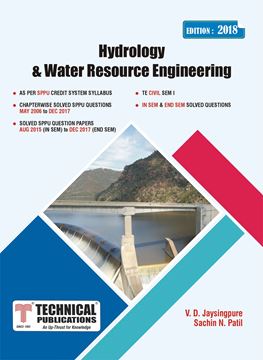 EDITION : 2018
Hydrology
& Water Resource Engineering
AS PER SPPU CREDIT SYSTEM SYLLABUS
TE CIVIL SEM I
CHAPTERWISE SOLVED SPPU QUESTIONS
MAY 2006 to DEC 2017
IN SEM & END SEM SOLVED QUESTIONS
SOLVED SPPU QUESTION PAPERS
AUG 2015 (IN SEM) to DEC 2017 (END SEM)
V. D. Jaysingpure
Sachin N. Patil
TECHNICAL
PUBLICATIONS
SINCE 1993
An Up-Thrust for Knowledge